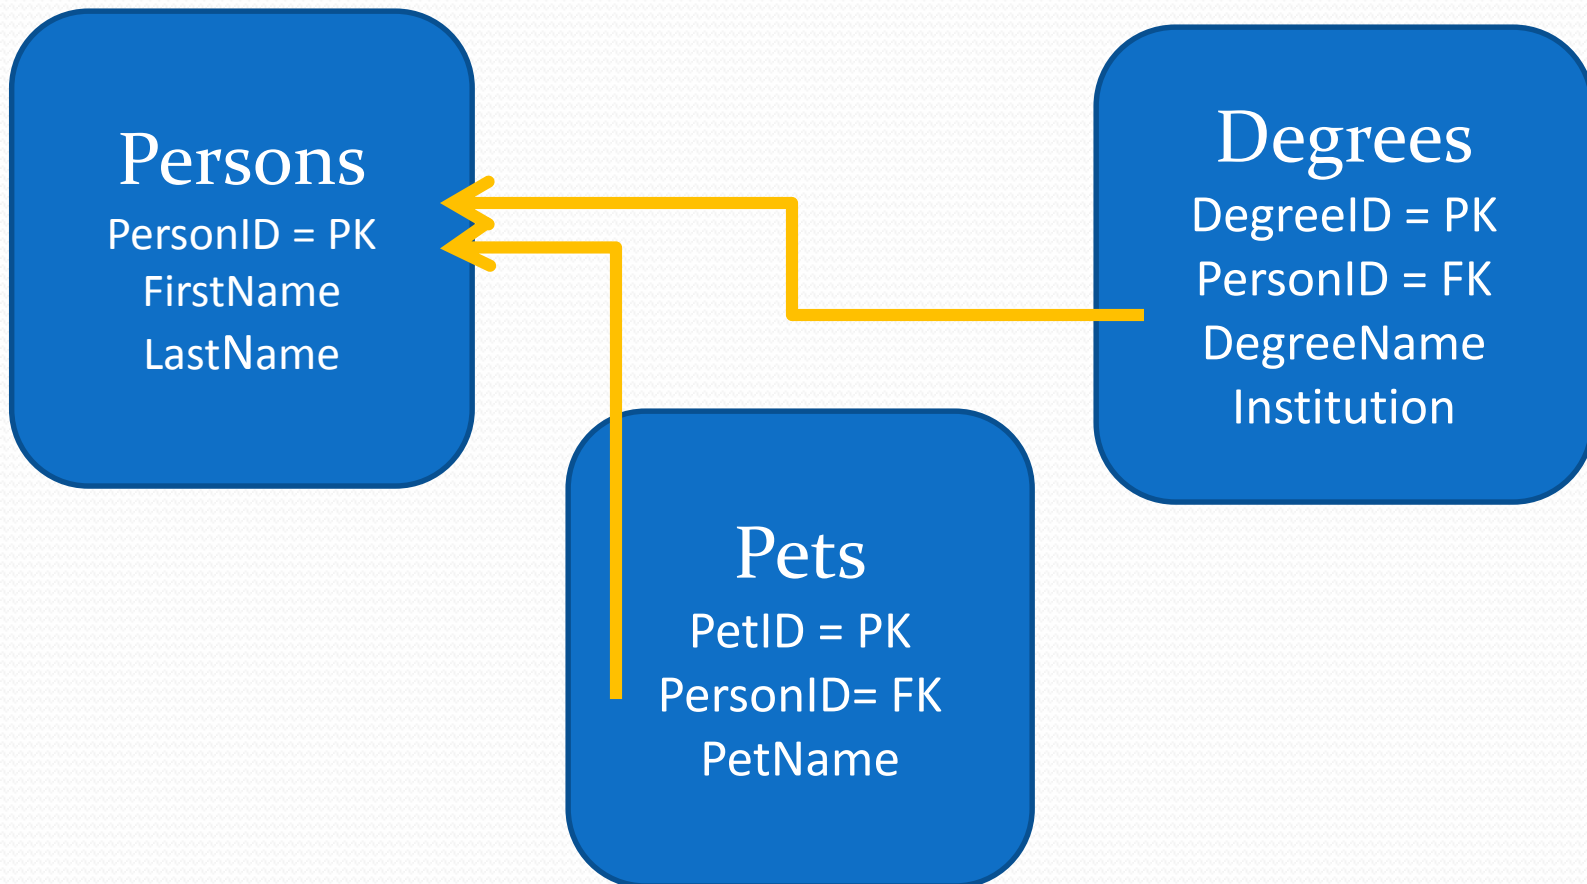 Persons
PersonID = PK
FirstName
LastName
Degrees
DegreeID = PK
PersonID = FK
DegreeName
Institution
Pets
PetID = PK
PersonID= FK
PetName